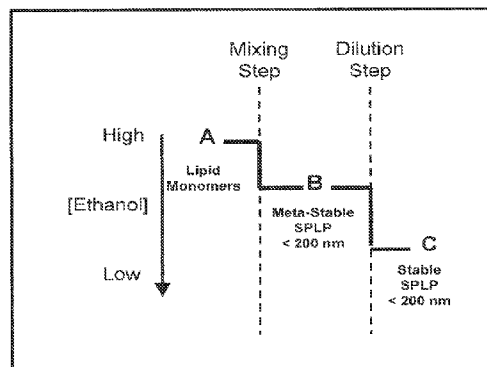 Mixing
Step
Dilution
Step
High
A
Lipid
Monomers
[Ethanol]
B
Meta-Stable
SPLP
< 200 nm
Low
C
Stable
SPLP
< 200 nm